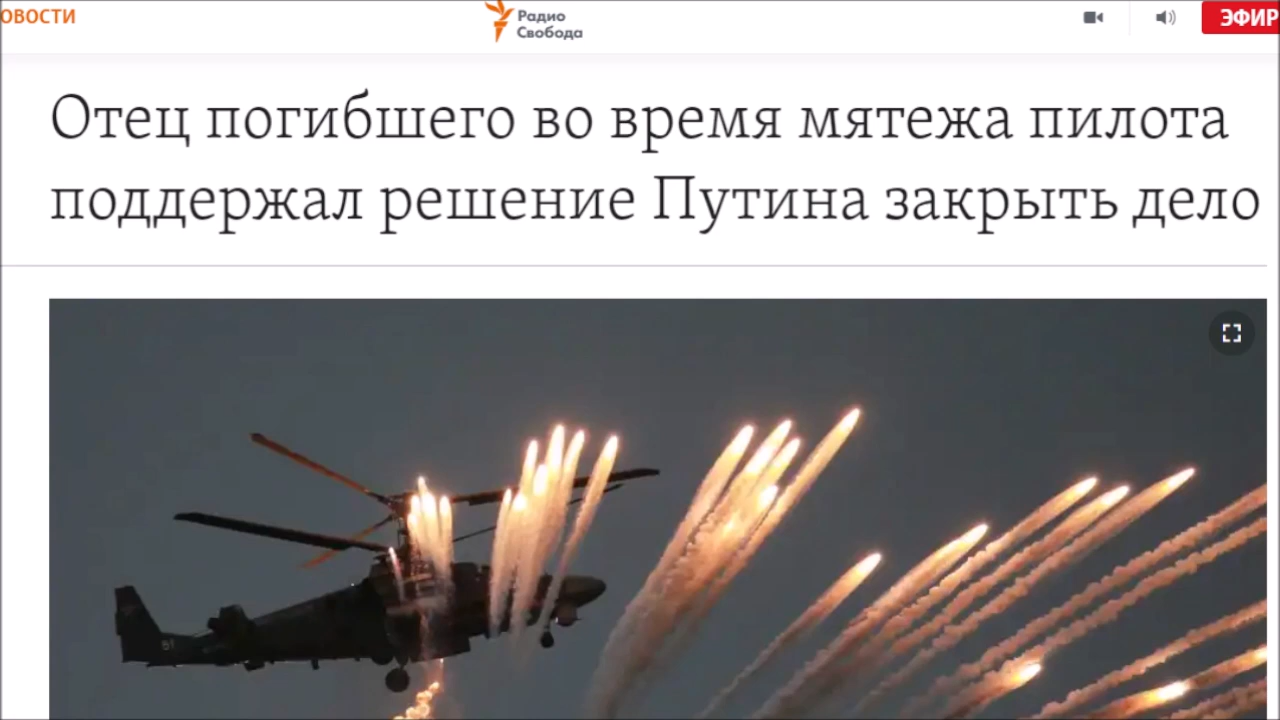 ОВОСТИ
Радио
Свобода
ЭФИР
Отец погибшего во время мятежа пилота
поддержал решение Путина закрыть дело